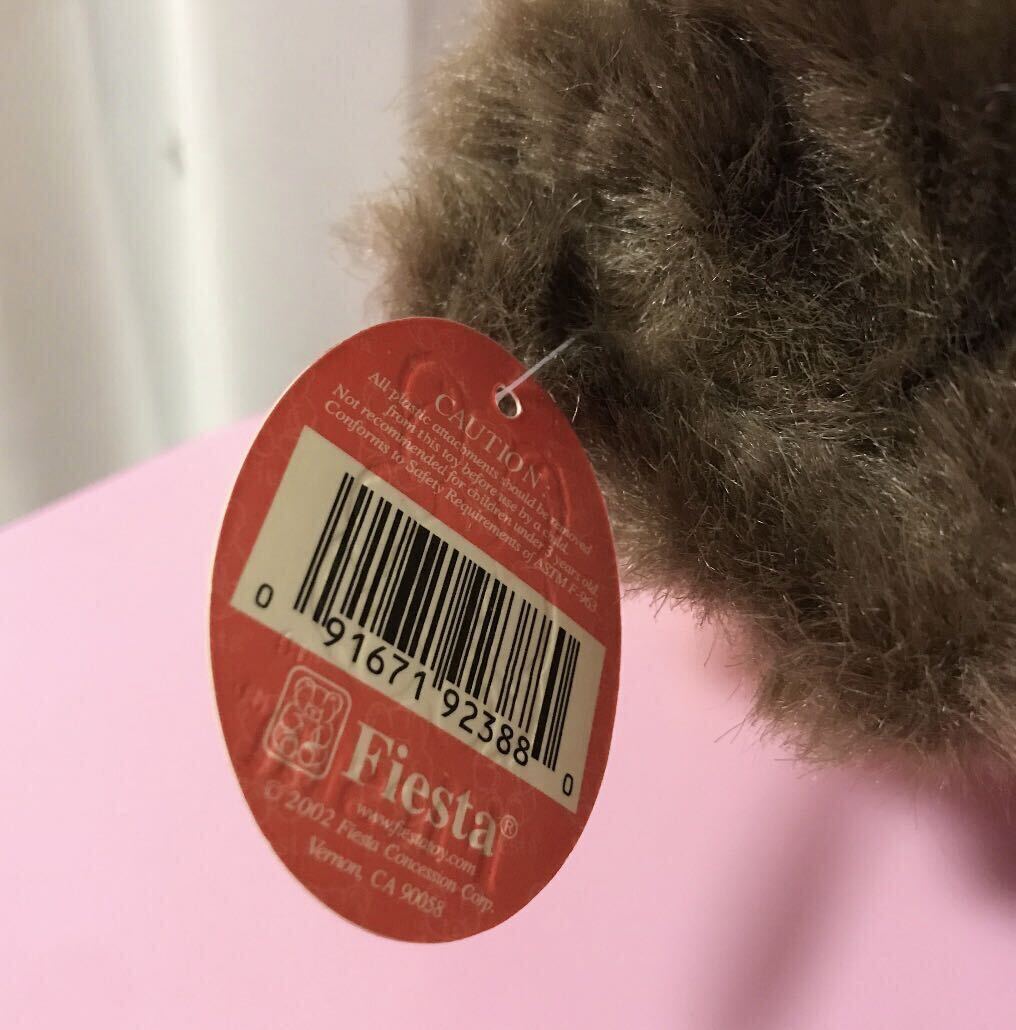 CAUTION
All plastic attachments should be removed
from this toy before use by a child.
Not recommended for children under 3 years old.
Conforms to Safety Requirements of ASTM F-963
0 91671 92388 0
Fiesta®
www.fiestatoy.com
© 2002 Fiesta Concession Corp.
Vernon, CA 90058